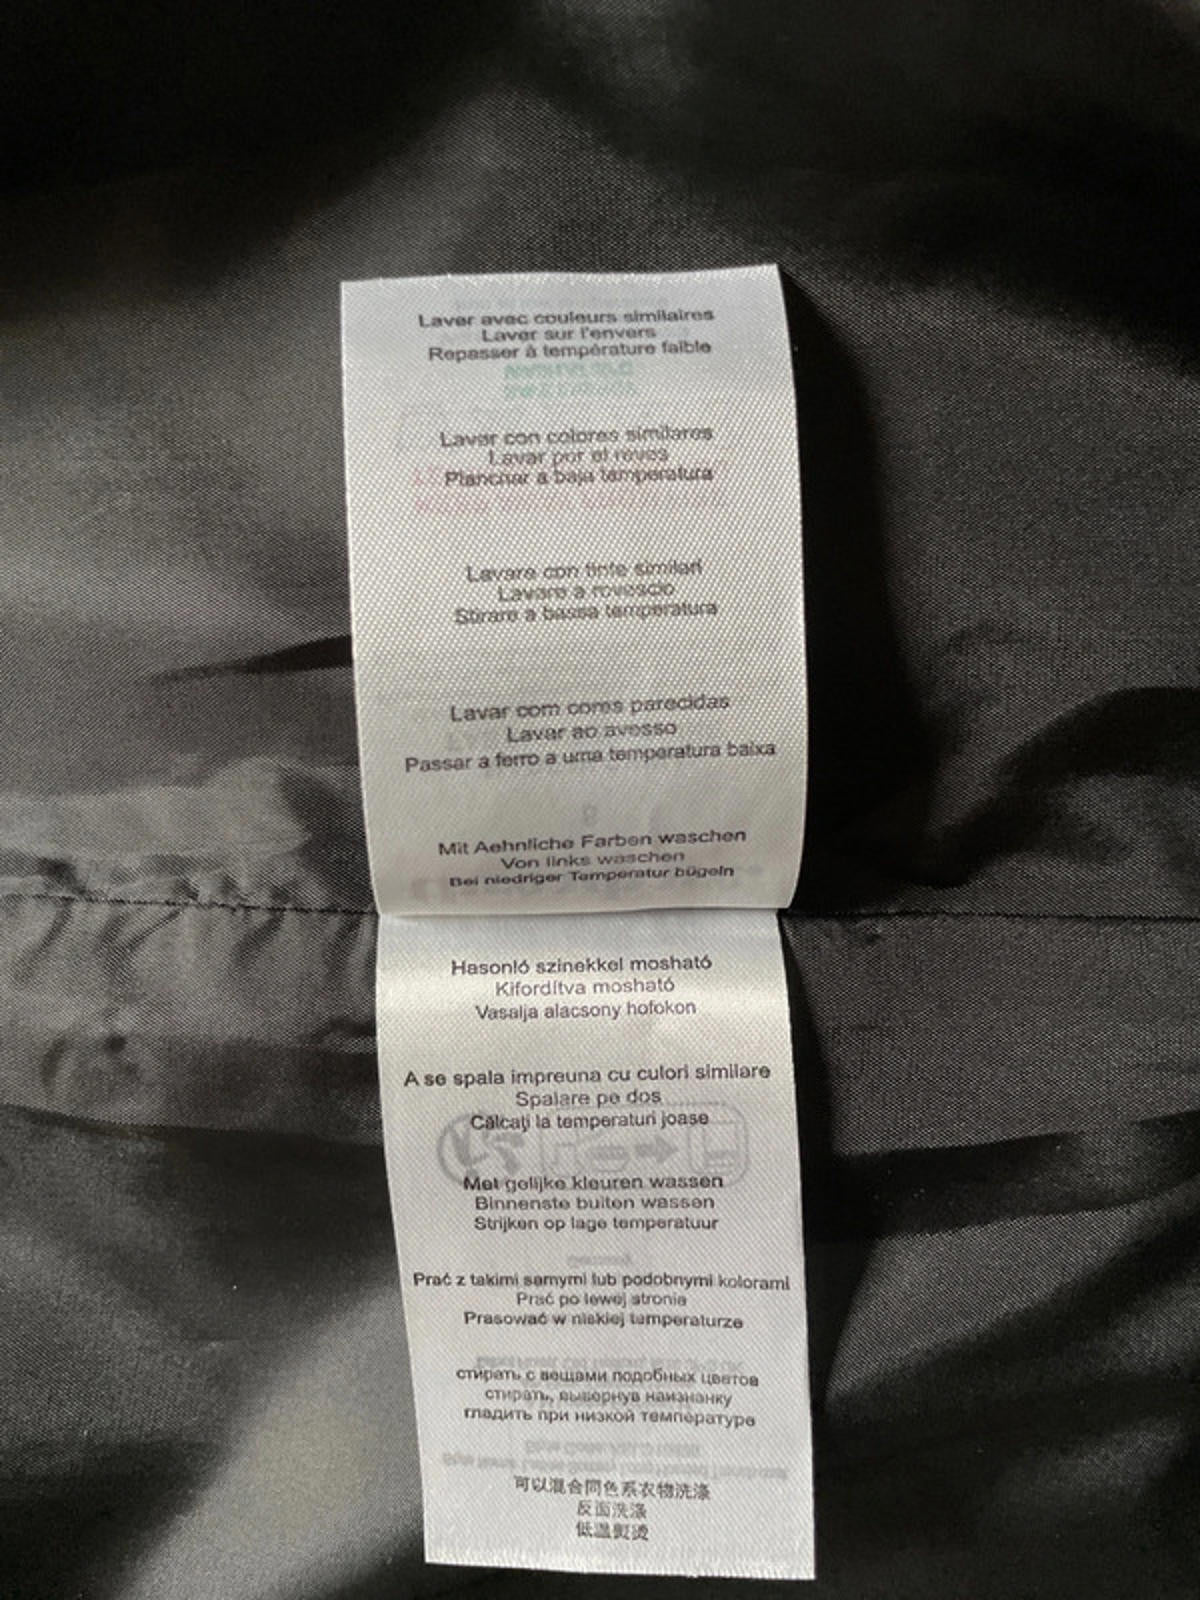 Laver avec couleurs similaires
Laver sur l'envers
Repasser à température faible
Lavar con colores similares
Lavar por el reves
Planchar a baja temperatura
Lavare con tinte similari
Lavare a rovescio
Stirare a bassa temperatura
Lavar com cores parecidas
Lavar ao avesso
Passar a ferro a uma temperatura baixa
Mit Aehnliche Farben waschen
Von links waschen
Bei niedriger Temperatur bügeln
Hasonló szinekkel mosható
Kifordítva mosható
Vasalja alacsony hofokon
A se spala impreuna cu culori similare
Spalare pe dos
Călcaţi la temperaturi joase
Met gelijke kleuren wassen
Binnenste buiten wassen
Strijken op lage temperatuur
Prać z takimi samymi lub podobnymi kolorami
Prać po lewej stronie
Prasować w niskiej temperaturze
стирать с вещами подобных цветов
стирать, вывернув наизнанку
гладить при низкой температуре
可以混合同色系衣物洗涤
反面洗涤
低温熨烫